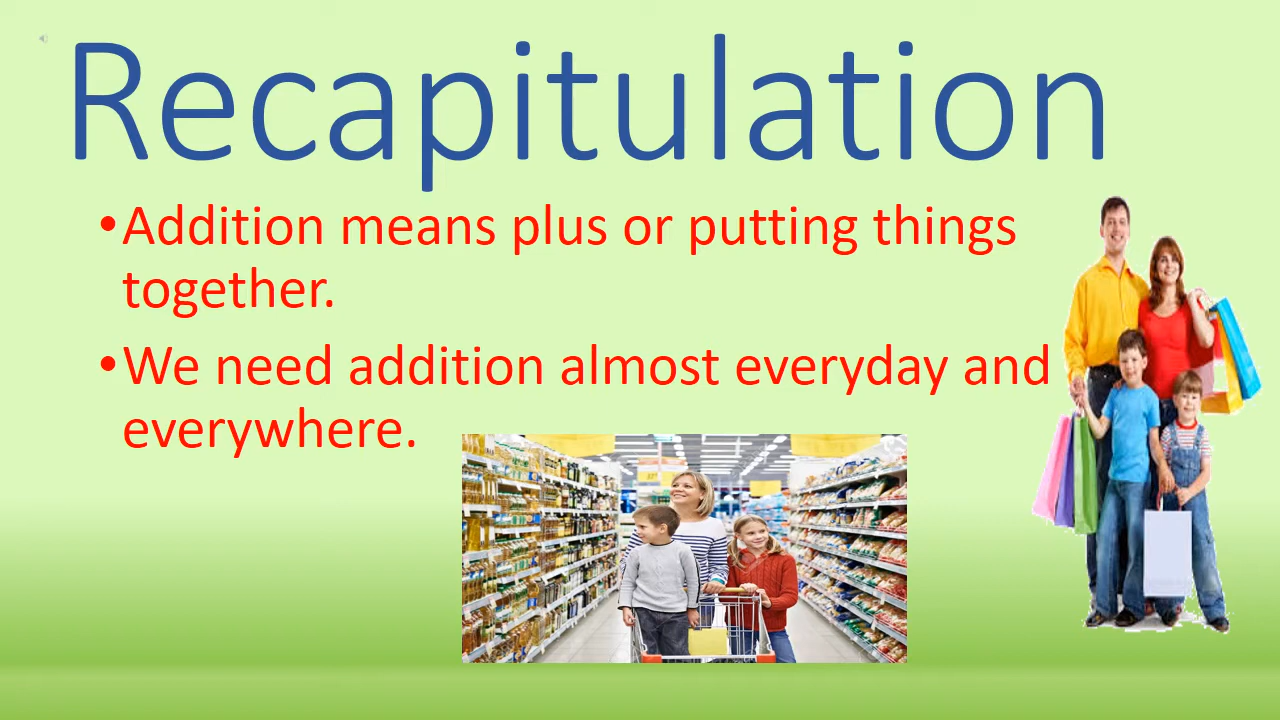 Recapitulation
•Addition means plus or putting things
together.
•We need addition almost everyday and
everywhere.